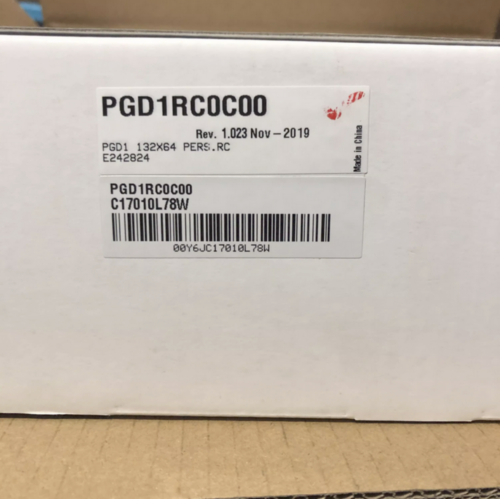 PGD1RC0C00
Rev. 1.023 Nov-2019
PGD1 132X64 PERS.RC
E242824
Made in China
PGD1RC0C00
C17010L78W
00Y6JC17010L78W